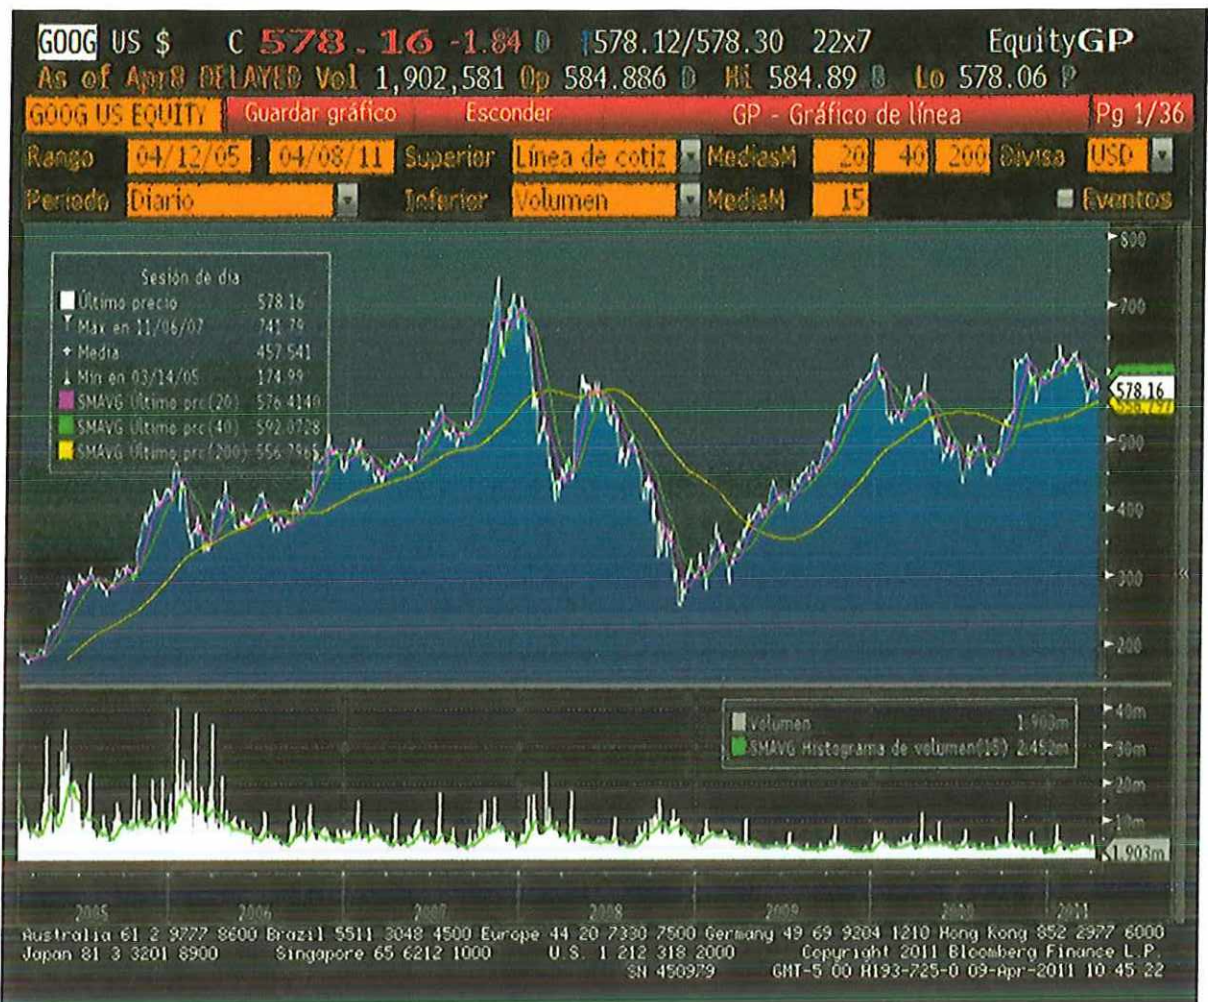 GOOG US $ C 578.16 -1.84 D ↑578.12/578.30 22x7 EquityGP
As of Apr8 DELAYED Vol 1,902,581 Op 584.886 D Hi 584.89 Lo 578.06 P
GOOG US EQUITY Guardar gráfico Esconder GP - Gráfico de línea Pg 1/36
Rango 04/12/05 - 04/08/11 Superior Línea de cotiz MediasM 20 40 200 Divisa USD
Periodo Diario Inferior Volumen MediaM 15 Eventos
Sesión de dia
Último precio 578.16
Max en 11/06/07 741.79
Media 457.541
Min en 03/14/05 174.99
SMAVG Último prc(20) 576.4140
SMAVG Último prc(40) 592.0728
SMAVG Último prc(200) 556.7965
800
700
578.16
500
400
300
200
Volumen 1.903m
SMAVG Histograma de volumen(15) 2.452m
40m
30m
20m
10m
1.903m
2005 2006 2007 2008 2009 2010 2011
Australia 61 2 9777 8600 Brazil 5511 3048 4500 Europe 44 20 7330 7500 Germany 49 69 9204 1210 Hong Kong 852 2977 6000
Japan 81 3 3201 8900 Singapore 65 6212 1000 U.S. 1 212 318 2000 Copyright 2011 Bloomberg Finance L.P.
SN 450979 GMT-5:00 H193-725-0 09-Apr-2011 10:45:22